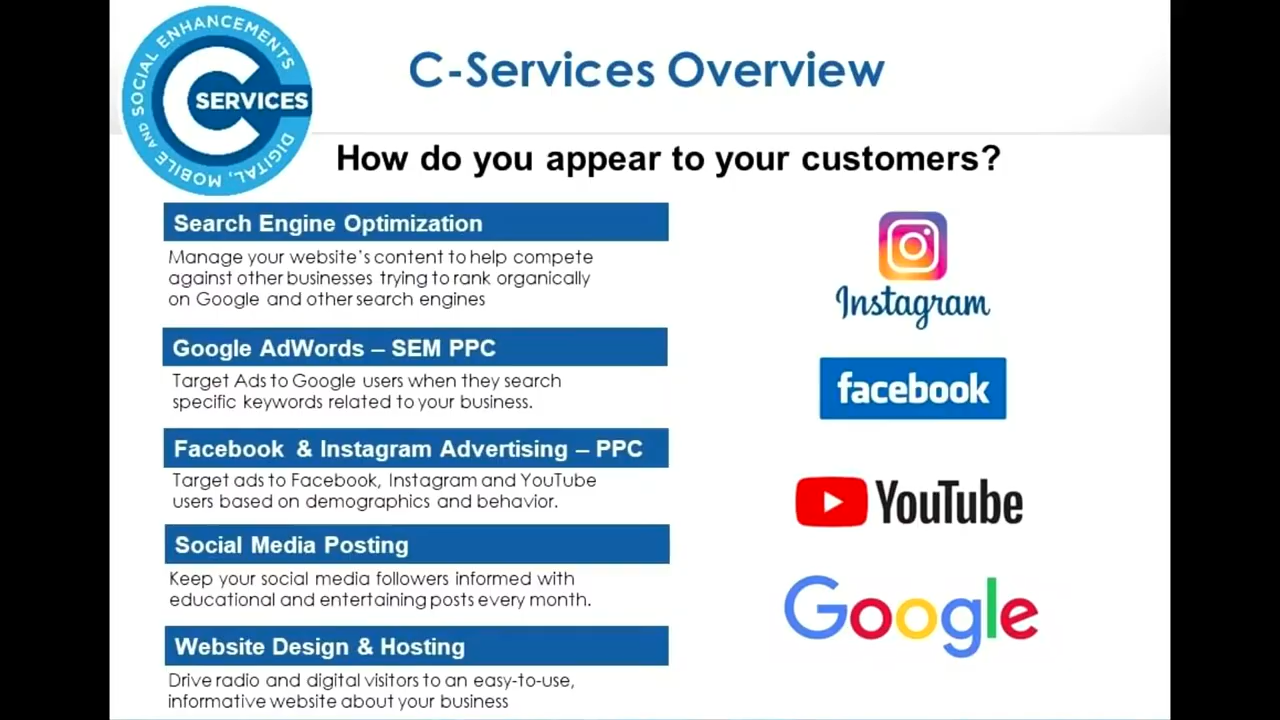 SOCIAL ENHANCEMENTS
C SERVICES
DIGITAL, MOBILE AND
C-Services Overview
How do you appear to your customers?
Search Engine Optimization
Manage your website's content to help compete
against other businesses trying to rank organically
on Google and other search engines
Google AdWords – SEM PPC
Target Ads to Google users when they search
specific keywords related to your business.
Facebook & Instagram Advertising – PPC
Target ads to Facebook, Instagram and YouTube
users based on demographics and behavior.
Social Media Posting
Keep your social media followers informed with
educational and entertaining posts every month.
Website Design & Hosting
Drive radio and digital visitors to an easy-to-use,
informative website about your business
Instagram
facebook
YouTube
Google